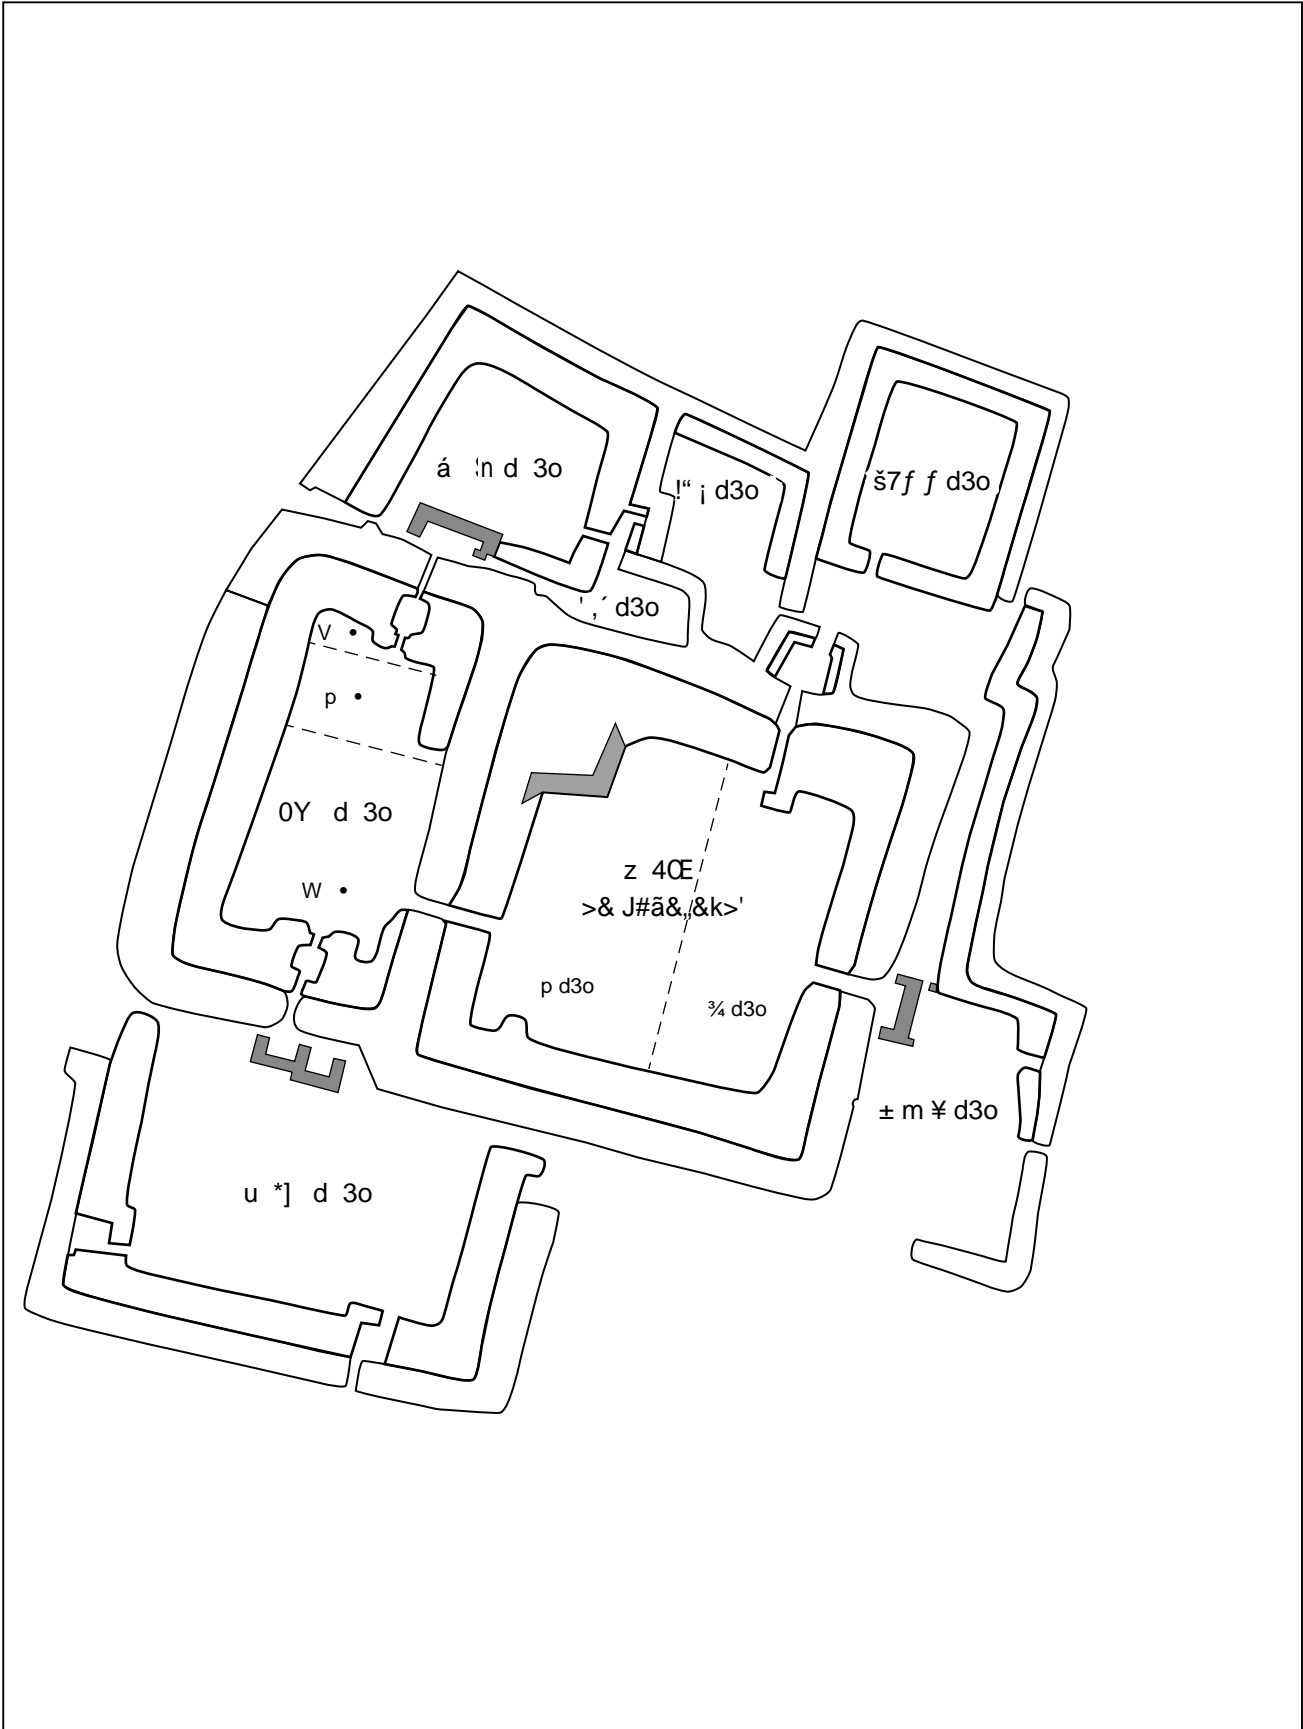 á !n d 3o
!“ ¡ d3o
š7ƒ ƒ d3o
' ,´ d3o
V
p
0Y d 3o
W
z 4Œ
>& J#ã&„&k>'
p d3o
¾ d3o
± m ¥ d3o
u *] d 3o